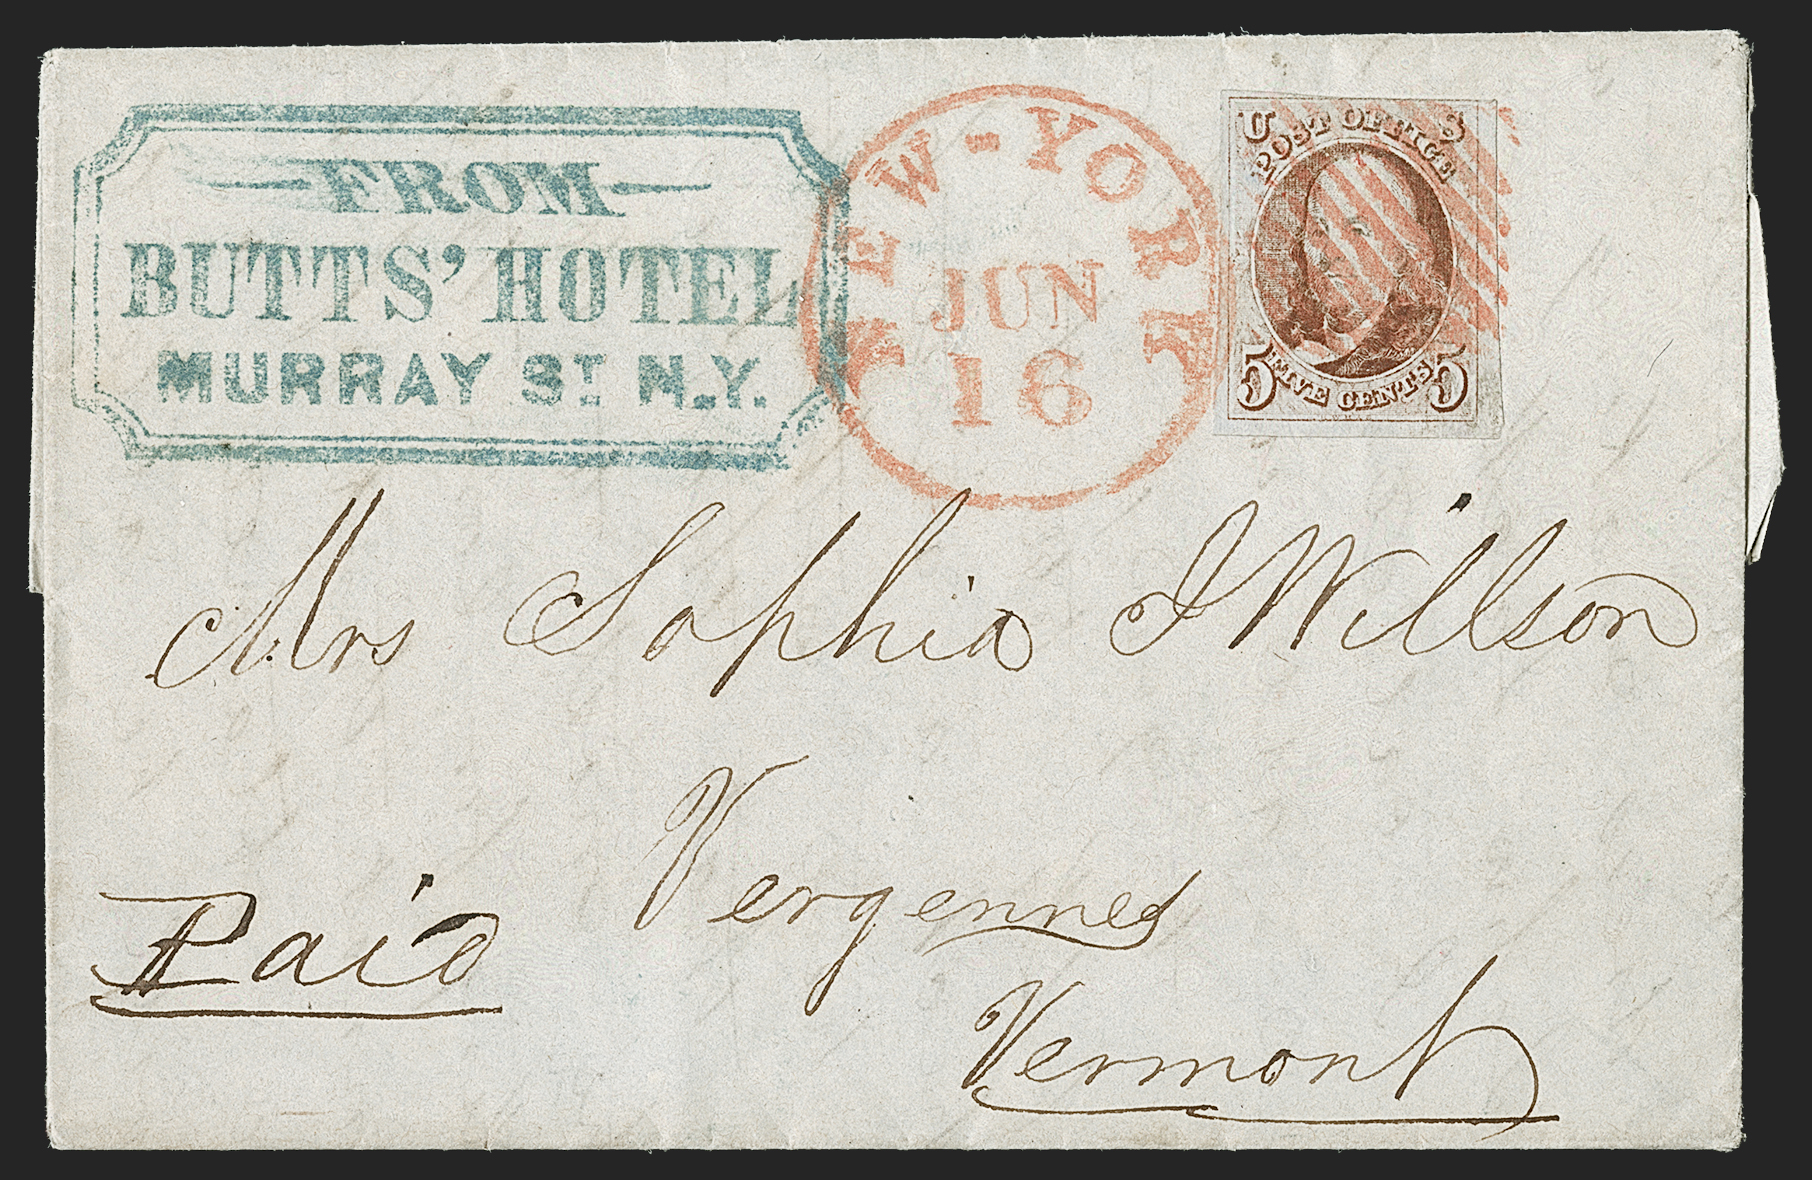 FROM
BUTTS' HOTEL
MURRAY ST. N.Y.
NEW-YORK
JUN
16
U S
POST OFFICE
5 FIVE CENTS 5
Mrs Sophia J Willson
Vergennes
Paid
Vermont